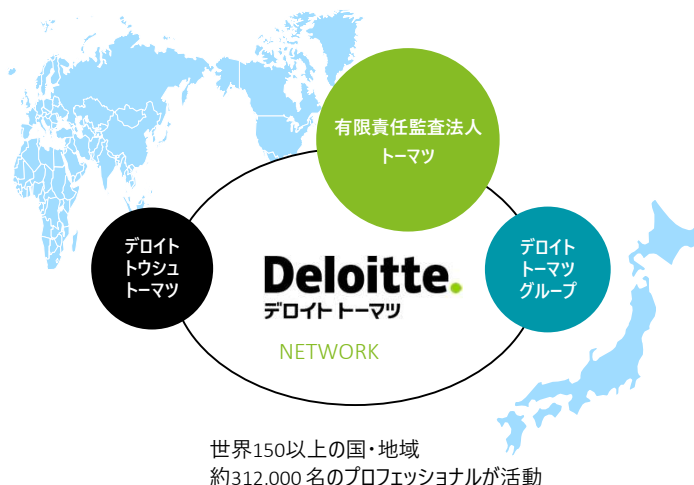 有限責任監査法人
トーマツ
デロイト
トウシュ
トーマツ
Deloitte.
デロイト トーマツ
NETWORK
デロイト
トーマツ
グループ
世界150以上の国・地域
約312,000 名のプロフェッショナルが活動